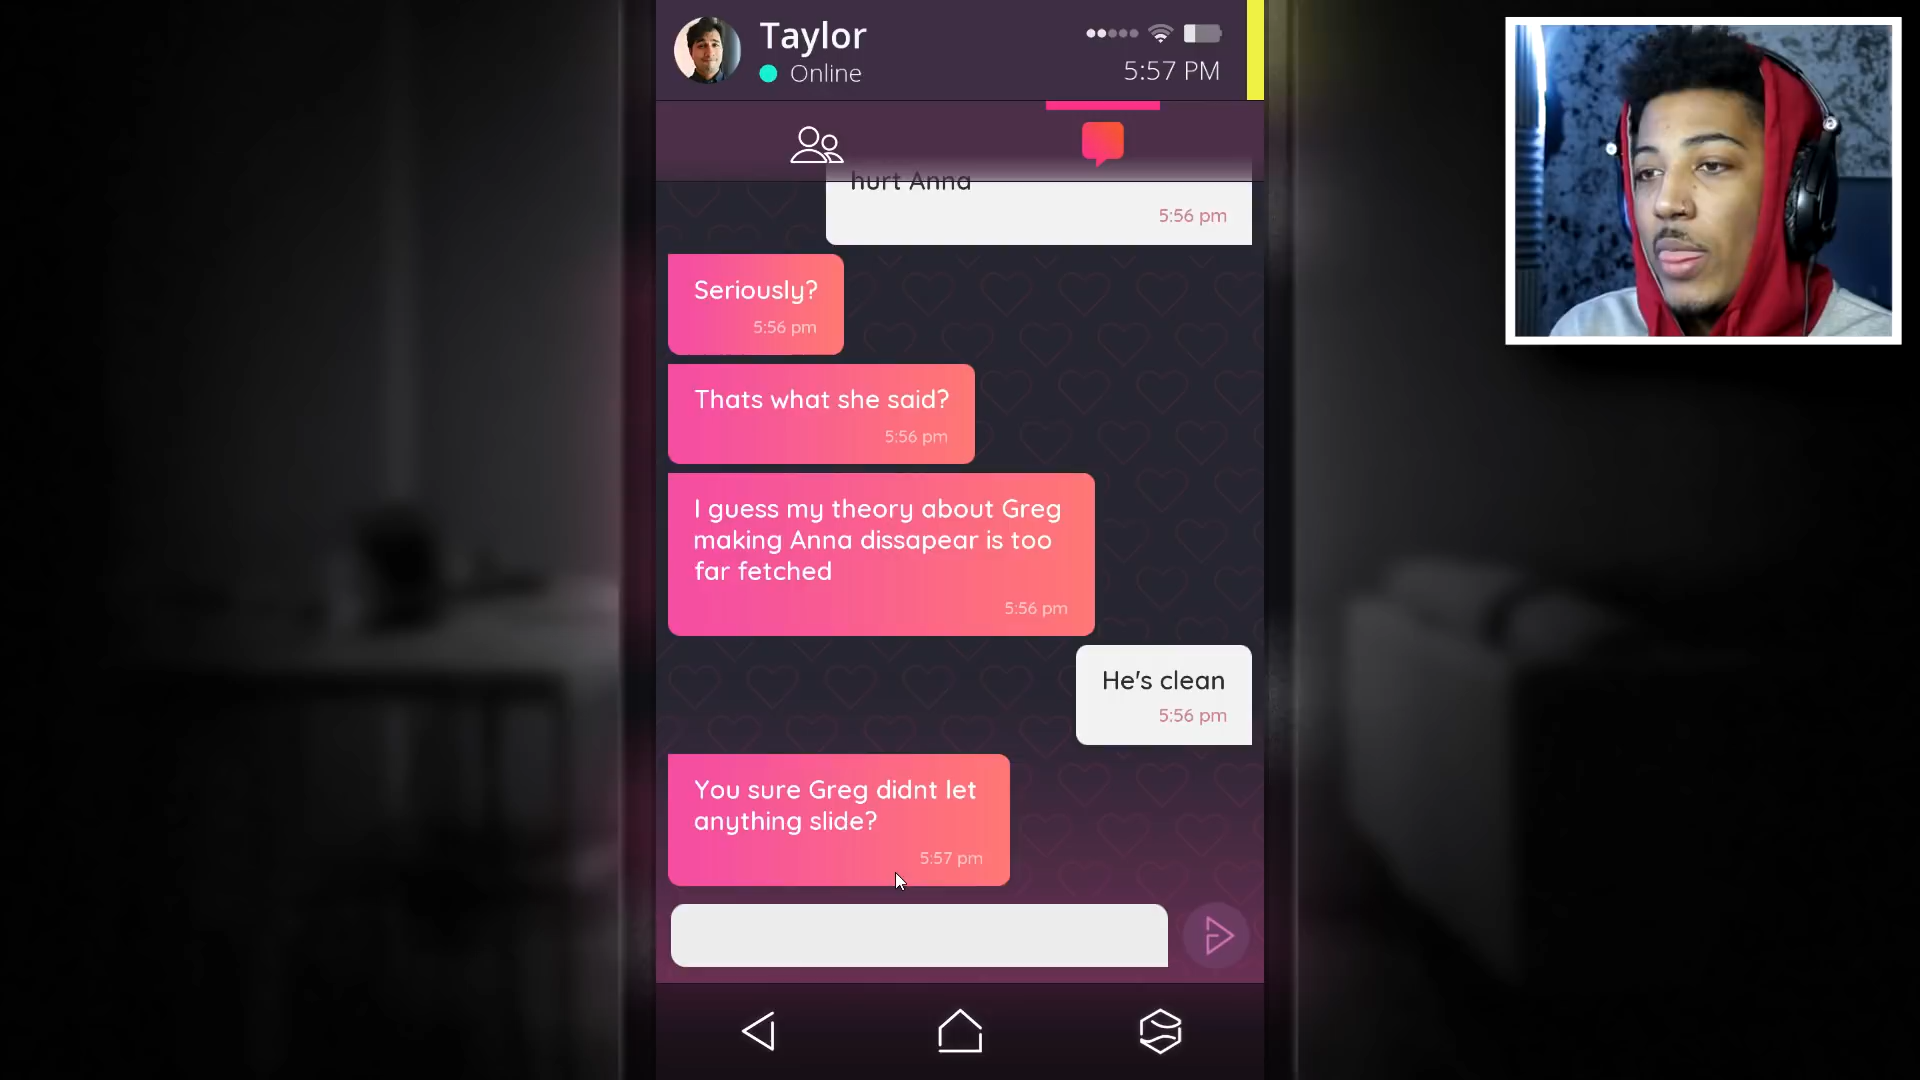 Taylor
Online
5:57 PM
hurt Anna
5:56 pm
Seriously?
5:56 pm
Thats what she said?
5:56 pm
I guess my theory about Greg
making Anna dissapear is too
far fetched
5:56 pm
He's clean
5:56 pm
You sure Greg didnt let
anything slide?
5:57 pm